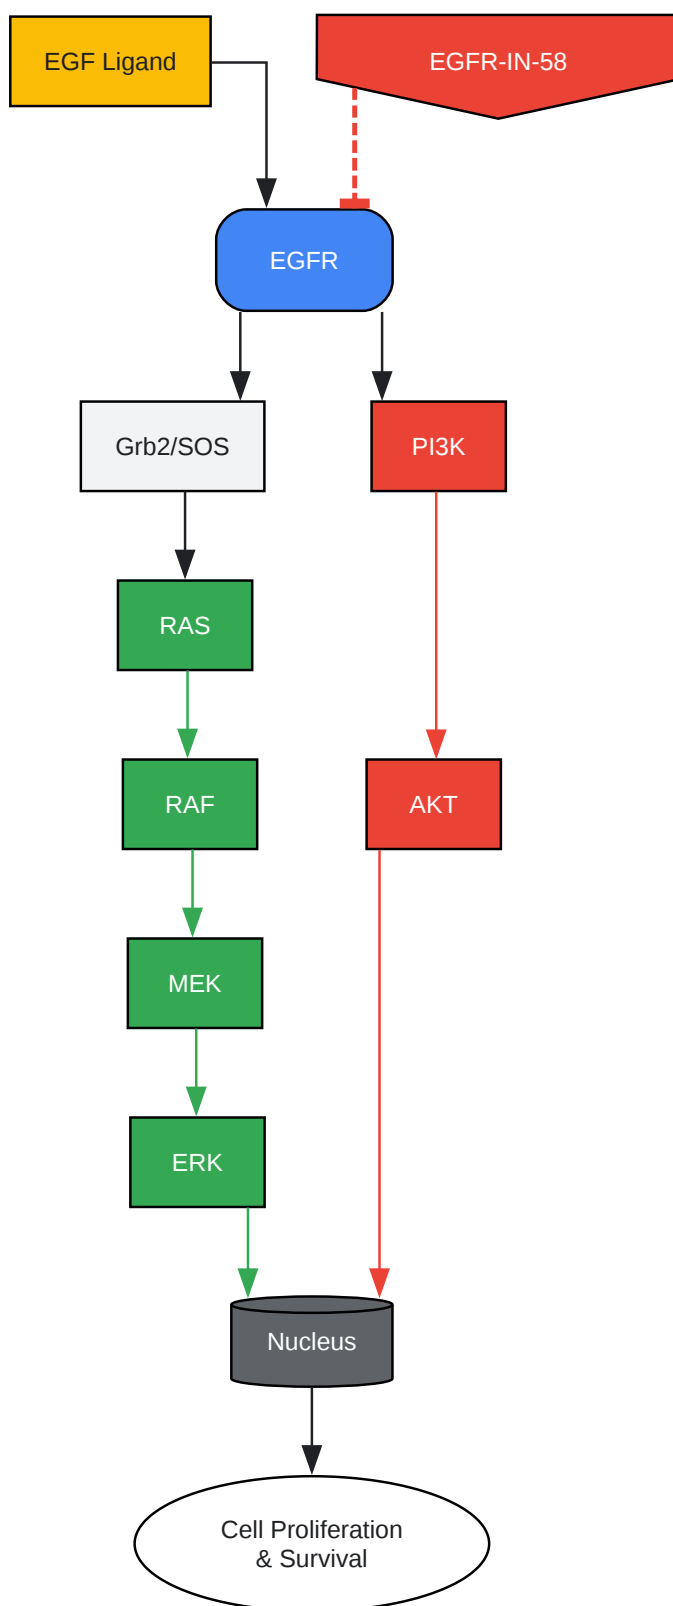 EGF Ligand
EGFR-IN-58
EGFR
Grb2/SOS
PI3K
RAS
RAF
AKT
MEK
ERK
Nucleus
Cell Proliferation
& Survival